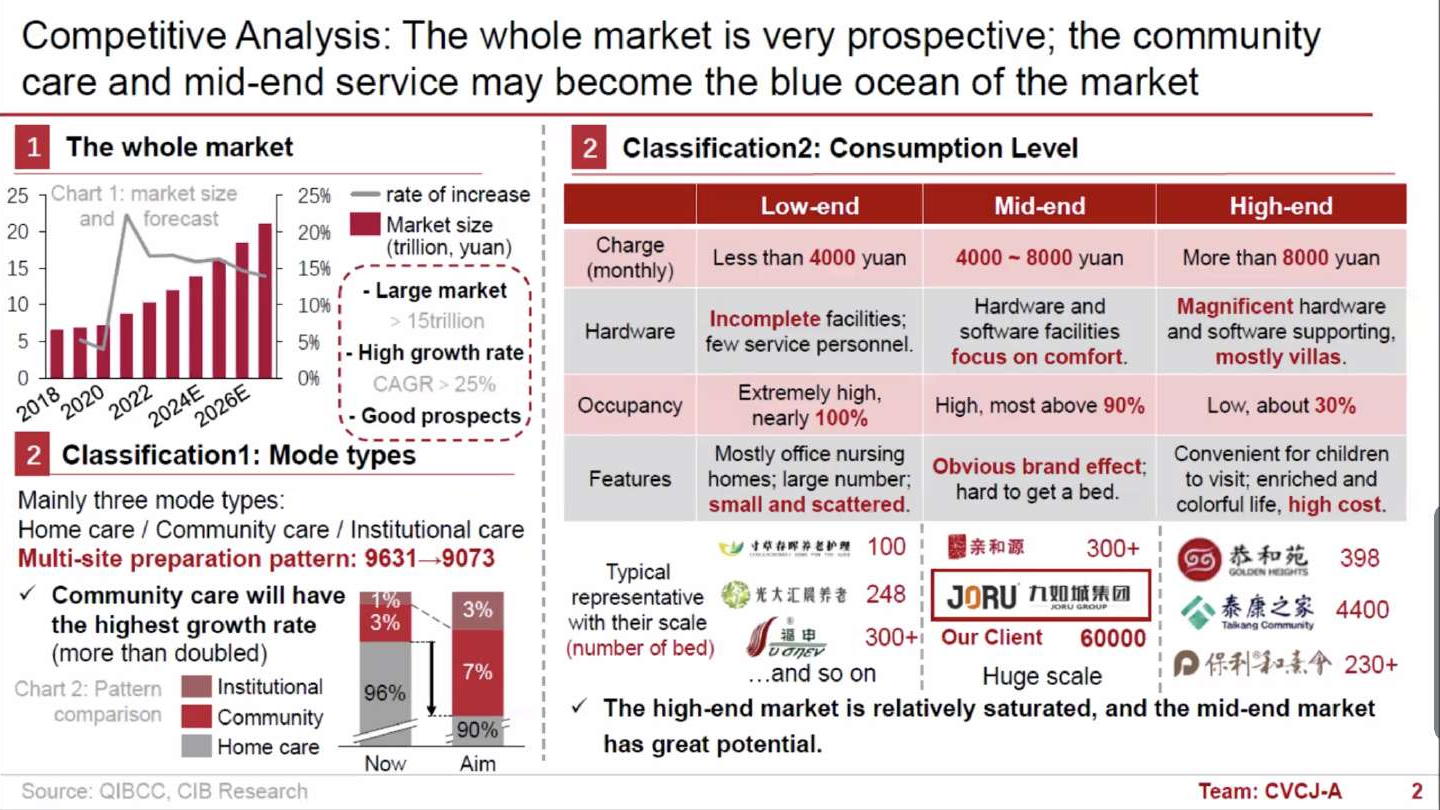 Competitive Analysis: The whole market is very prospective; the community
care and mid-end service may become the blue ocean of the market
1 The whole market
Chart 1: market size
and forecast
25
20
15
10
5
0
25%
20%
15%
10%
5%
0%
2018
2020
2022
2024E
2026E
rate of increase
Market size
(trillion, yuan)
- Large market
> 15trillion
- High growth rate
CAGR > 25%
- Good prospects
2 Classification1: Mode types
Mainly three mode types:
Home care / Community care / Institutional care
Multi-site preparation pattern: 9631→9073
✓ Community care will have
the highest growth rate
(more than doubled)
Chart 2: Pattern
comparison
Institutional
Community
Home care
1%
3%
96%
3%
7%
90%
Now
Aim
2 Classification2: Consumption Level
Low-end Mid-end High-end
Charge
(monthly)
Less than 4000 yuan
4000 ~ 8000 yuan
More than 8000 yuan
Hardware
Incomplete facilities;
few service personnel.
Hardware and
software facilities
focus on comfort.
Magnificent hardware
and software supporting,
mostly villas.
Occupancy
Extremely high,
nearly 100%
High, most above 90%
Low, about 30%
Features
Mostly office nursing
homes; large number;
small and scattered.
Obvious brand effect;
hard to get a bed.
Convenient for children
to visit; enriched and
colorful life, high cost.
Typical
representative
with their scale
(number of bed)
寸草春晖养老护理 100
光大汇晨养老 248
福申 300+
…and so on
亲和源 300+
JORU 九如城集团
JORU GROUP
Our Client 60000
Huge scale
恭和苑 398
GOLDEN HEIGHTS
泰康之家 4400
Taikang Community
保利和熹会 230+
✓ The high-end market is relatively saturated, and the mid-end market
has great potential.
Source: QIBCC, CIB Research
Team: CVCJ-A 2